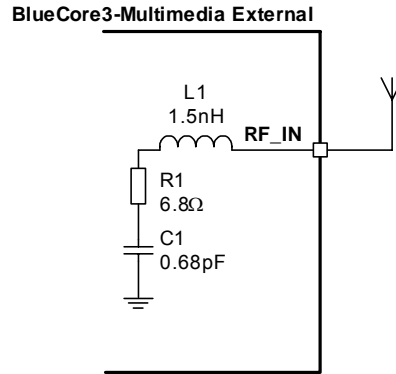 BlueCore3-Multimedia External
L1
1.5nH
RF_IN
R1
6.8Ω
C1
0.68pF